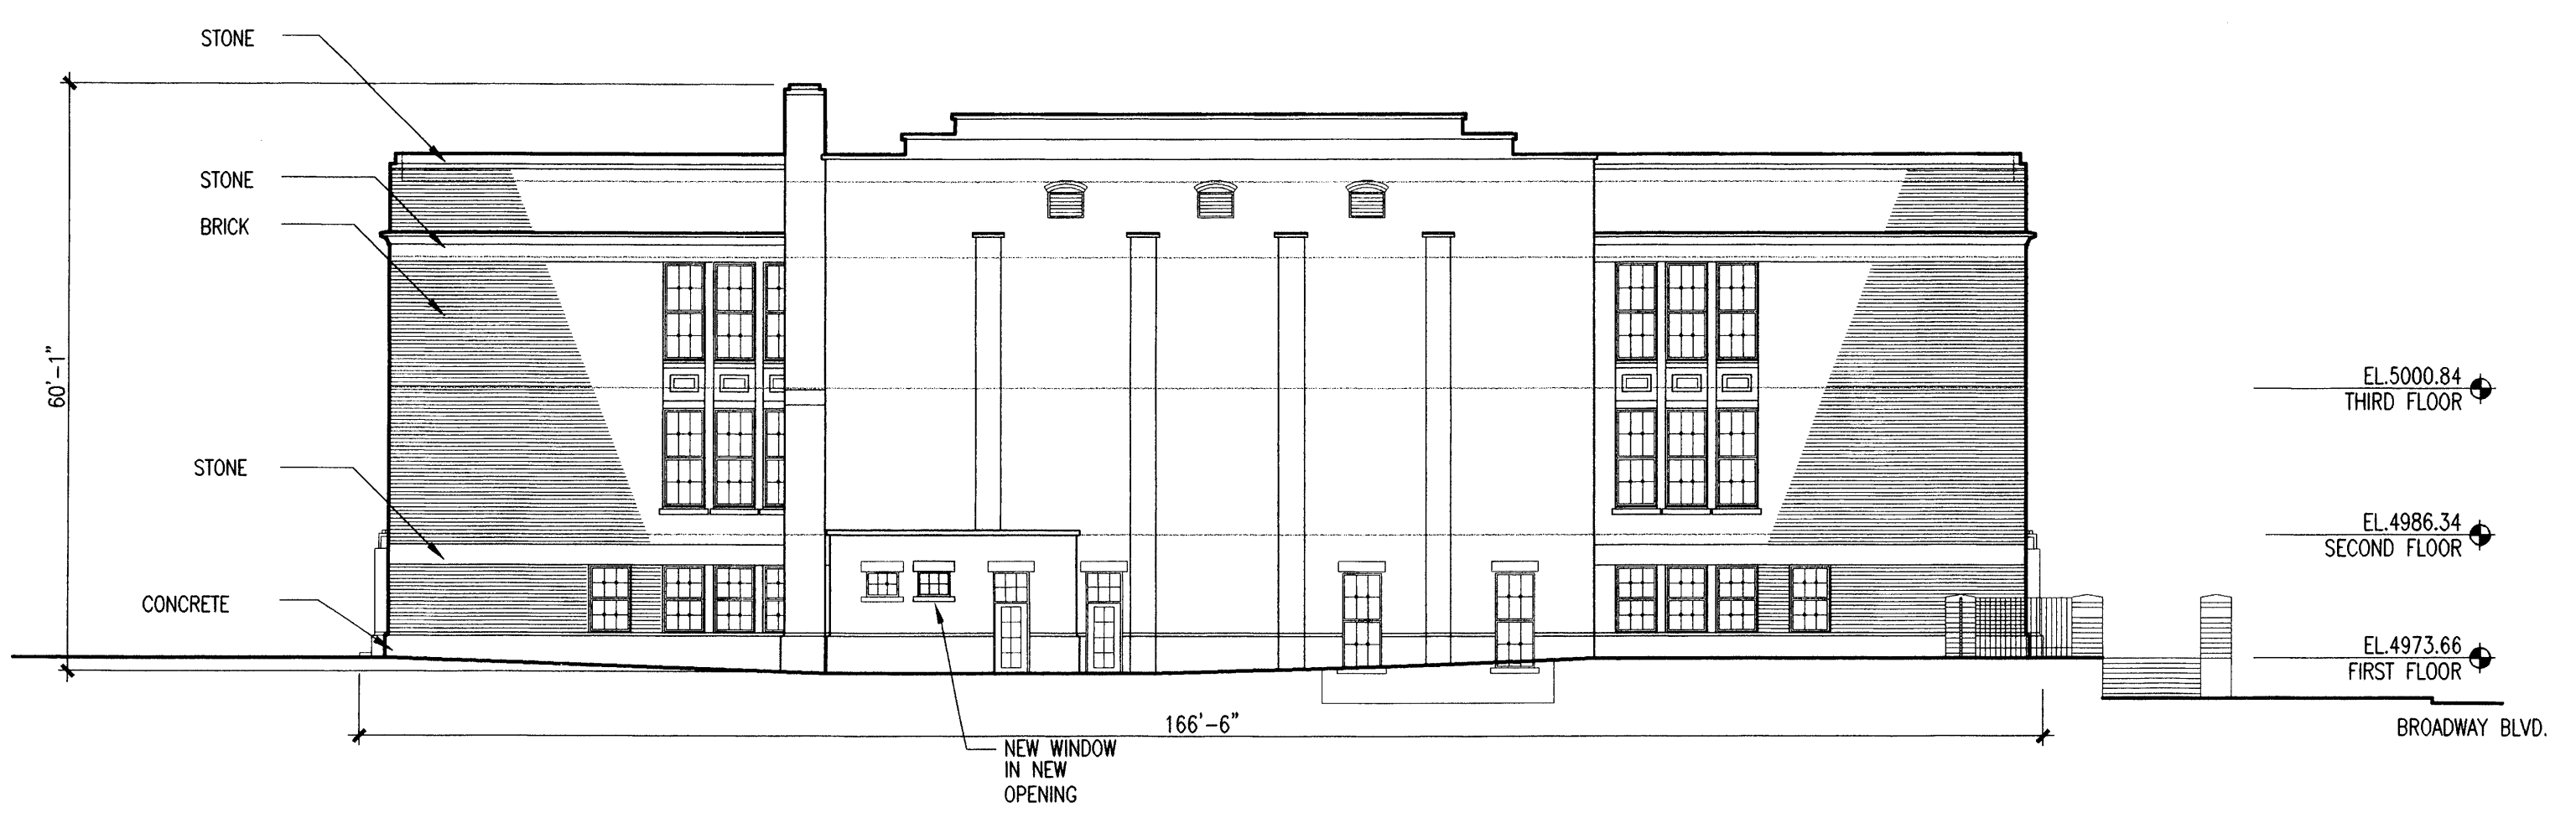 STONE
STONE
BRICK
60'-1"
EL.5000.84
THIRD FLOOR
STONE
EL.4986.34
SECOND FLOOR
CONCRETE
EL.4973.66
FIRST FLOOR
166'-6"
BROADWAY BLVD.
NEW WINDOW
IN NEW
OPENING